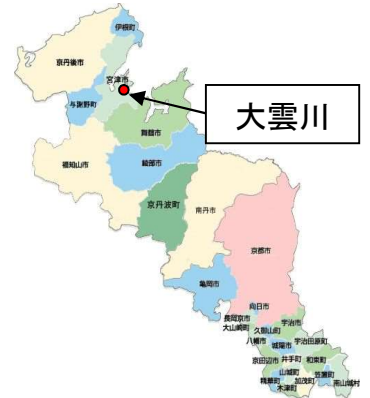 伊根町
京丹後市
宮津市
与謝野町
大雲川
舞鶴市
福知山市
綾部市
京丹波町
南丹市
京都市
亀岡市
向日市
長岡京市
大山崎町
宇治市
久御山町
八幡市
城陽市
宇治田原町
京田辺市
井手町
和束町
山城町
精華町
加茂町
笠置町
木津町
南山城村